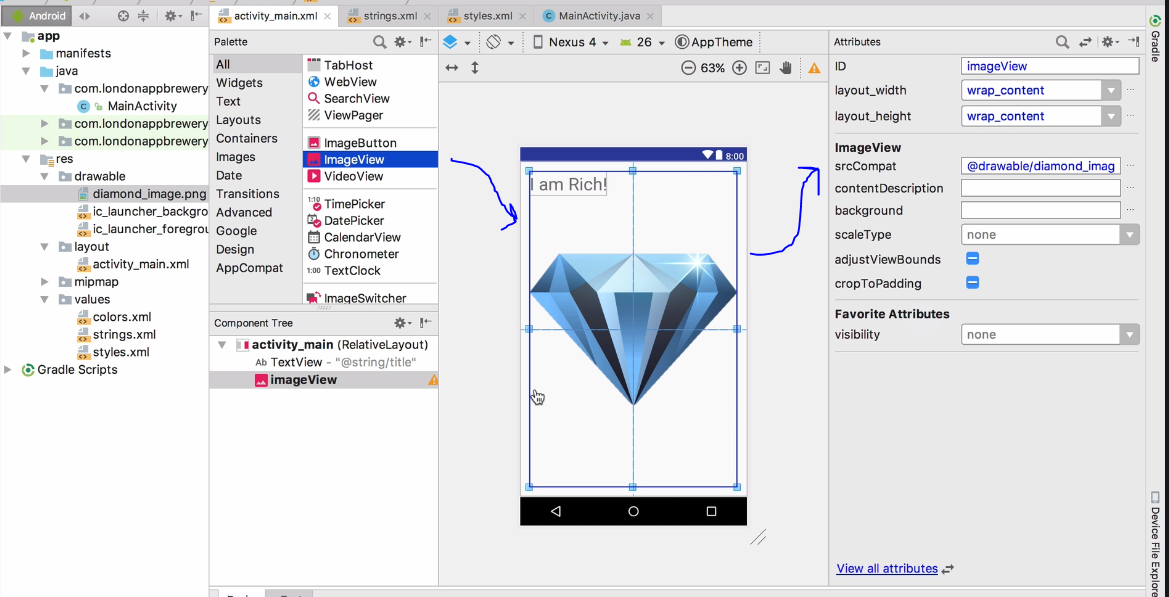 Android
activity_main.xml
strings.xml
styles.xml
MainActivity.java
app
manifests
java
com.londonappbrewery
MainActivity
com.londonappbrewery
com.londonappbrewery
res
drawable
diamond_image.png
ic_launcher_backgro
ic_launcher_foregrou
layout
activity_main.xml
mipmap
values
colors.xml
strings.xml
styles.xml
Gradle Scripts
Palette
All
Widgets
Text
Layouts
Containers
Images
Date
Transitions
Advanced
Google
Design
AppCompat
TabHost
WebView
SearchView
ViewPager
ImageButton
ImageView
VideoView
TimePicker
DatePicker
CalendarView
Chronometer
1:00 TextClock
ImageSwitcher
Component Tree
activity_main (RelativeLayout)
Ab TextView - "@string/title"
imageView
Nexus 4
26
AppTheme
63%
8:00
I am Rich!
Attributes
ID imageView
layout_width wrap_content
layout_height wrap_content
ImageView
srcCompat @drawable/diamond_imag
contentDescription
background
scaleType none
adjustViewBounds
cropToPadding
Favorite Attributes
visibility none
View all attributes
Gradle
Device File Explore